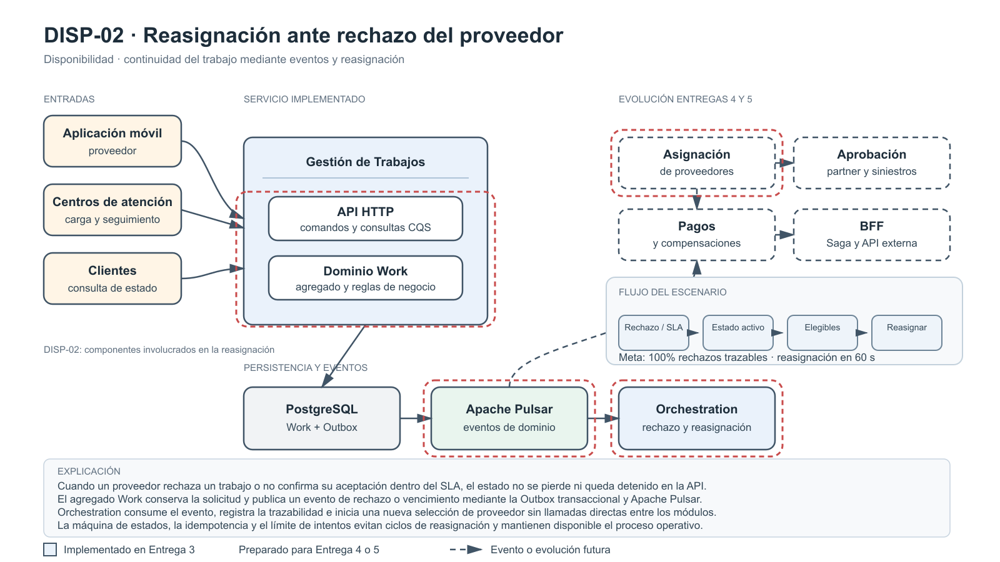 DISP-02 · Reasignación ante rechazo del proveedor
Disponibilidad · continuidad del trabajo mediante eventos y reasignación
ENTRADAS
SERVICIO IMPLEMENTADO
EVOLUCIÓN ENTREGAS 4 Y 5
Aplicación móvil
proveedor
Centros de atención
carga y seguimiento
Clientes
consulta de estado
Gestión de Trabajos
API HTTP
comandos y consultas CQS
Dominio Work
agregado y reglas de negocio
Asignación
de proveedores
Aprobación
partner y siniestros
Pagos
y compensaciones
BFF
Saga y API externa
FLUJO DEL ESCENARIO
Rechazo / SLA
Estado activo
Elegibles
Reasignar
Meta: 100% rechazos trazables · reasignación en 60 s
DISP-02: componentes involucrados en la reasignación
PERSISTENCIA Y EVENTOS
PostgreSQL
Work + Outbox
Apache Pulsar
eventos de dominio
Orchestration
rechazo y reasignación
EXPLICACIÓN
Cuando un proveedor rechaza un trabajo o no confirma su aceptación dentro del SLA, el estado no se pierde ni queda detenido en la API.
El agregado Work conserva la solicitud y publica un evento de rechazo o vencimiento mediante la Outbox transaccional y Apache Pulsar.
Orchestration consume el evento, registra la trazabilidad e inicia una nueva selección de proveedor sin llamadas directas entre los módulos.
La máquina de estados, la idempotencia y el límite de intentos evitan ciclos de reasignación y mantienen disponible el proceso operativo.
Implementado en Entrega 3
Preparado para Entrega 4 o 5
Evento o evolución futura